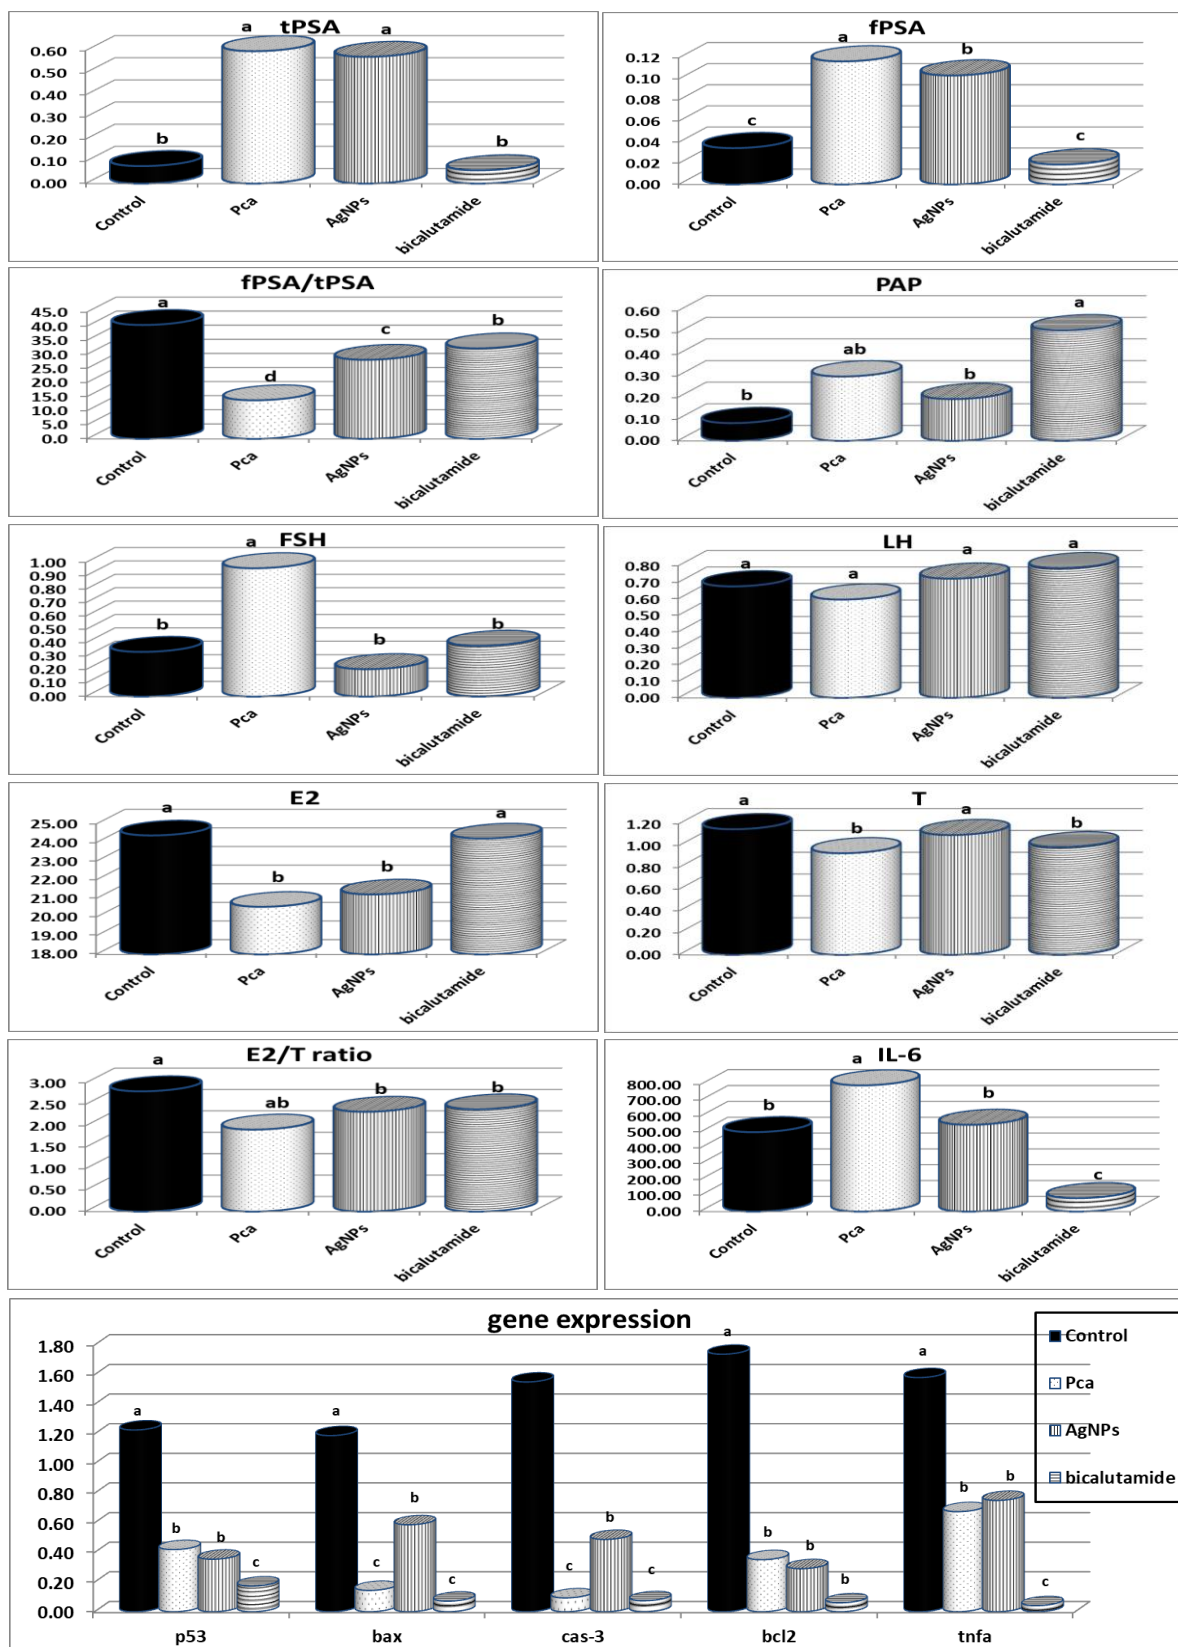 tPSA
a
a
b
b
0.60
0.50
0.40
0.30
0.20
0.10
0.00
Control
Pca
AgNPs
bicalutamide
fPSA
a
b
c
c
0.12
0.10
0.08
0.06
0.04
0.02
0.00
Control
Pca
AgNPs
bicalutamide
fPSA/tPSA
a
d
c
b
45.0
40.0
35.0
30.0
25.0
20.0
15.0
10.0
5.0
0.0
Control
Pca
AgNPs
bicalutamide
PAP
b
ab
b
a
0.60
0.50
0.40
0.30
0.20
0.10
0.00
Control
Pca
AgNPs
bicalutamide
FSH
b
a
b
b
1.00
0.90
0.80
0.70
0.60
0.50
0.40
0.30
0.20
0.10
0.00
Control
Pca
AgNPs
bicalutamide
LH
a
a
a
a
0.80
0.70
0.60
0.50
0.40
0.30
0.20
0.10
0.00
Control
Pca
AgNPs
bicalutamide
E2
a
b
b
a
25.00
24.00
23.00
22.00
21.00
20.00
19.00
18.00
Control
Pca
AgNPs
bicalutamide
T
a
b
a
b
1.20
1.00
0.80
0.60
0.40
0.20
0.00
Control
Pca
AgNPs
bicalutamide
E2/T ratio
a
ab
b
b
3.00
2.50
2.00
1.50
1.00
0.50
0.00
Control
Pca
AgNPs
bicalutamide
IL-6
b
a
b
c
800.00
700.00
600.00
500.00
400.00
300.00
200.00
100.00
0.00
Control
Pca
AgNPs
bicalutamide
gene expression
1.80
1.60
1.40
1.20
1.00
0.80
0.60
0.40
0.20
0.00
a
b
b
c
a
c
b
c
c
b
c
a
b
b
b
a
b
b
c
p53
bax
cas-3
bcl2
tnfa
Control
Pca
AgNPs
bicalutamide